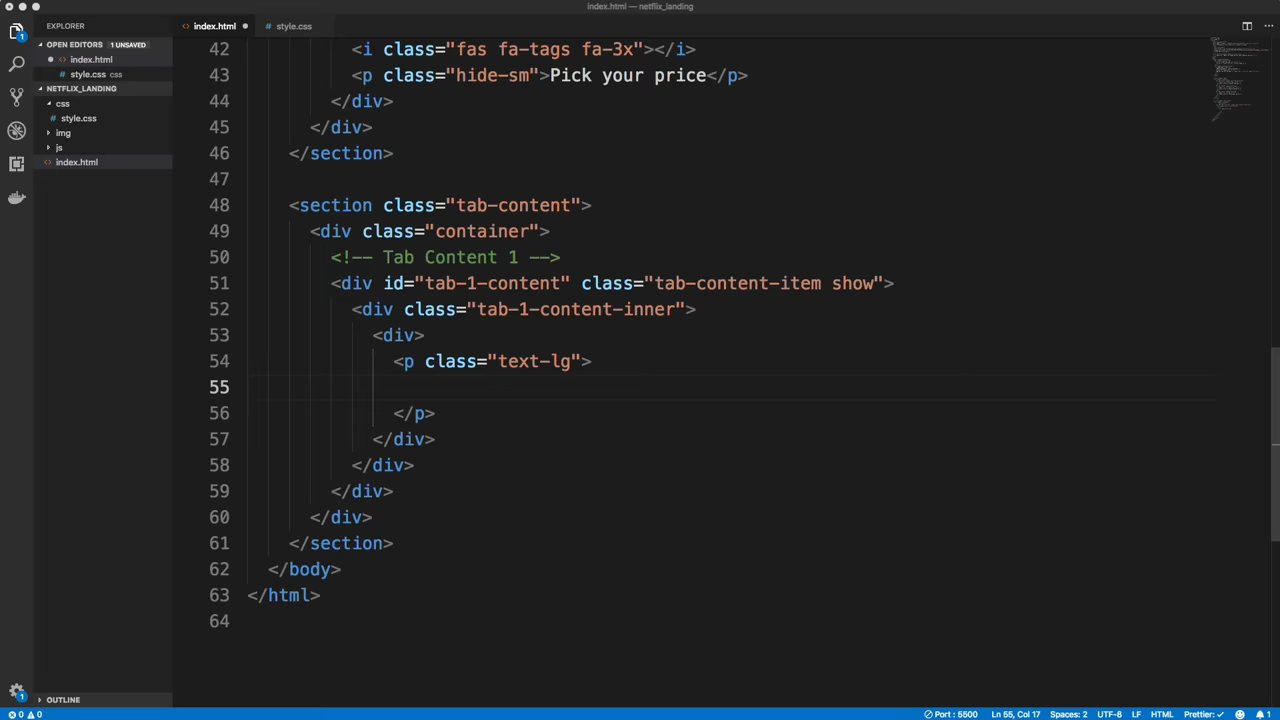 index.html — netflix_landing
EXPLORER
index.html
style.css
OPEN EDITORS 1 UNSAVED
index.html
style.css css
NETFLIX_LANDING
css
style.css
img
js
index.html
42 <i class="fas fa-tags fa-3x"></i>
43 <p class="hide-sm">Pick your price</p>
44 </div>
45 </div>
46 </section>
47
48 <section class="tab-content">
49 <div class="container">
50 <!-- Tab Content 1 -->
51 <div id="tab-1-content" class="tab-content-item show">
52 <div class="tab-1-content-inner">
53 <div>
54 <p class="text-lg">
55
56 </p>
57 </div>
58 </div>
59 </div>
60 </div>
61 </section>
62 </body>
63 </html>
64
1
1
OUTLINE
0 0 Port : 5500 Ln 55, Col 17 Spaces: 2 UTF-8 LF HTML Prettier: ✓ 1